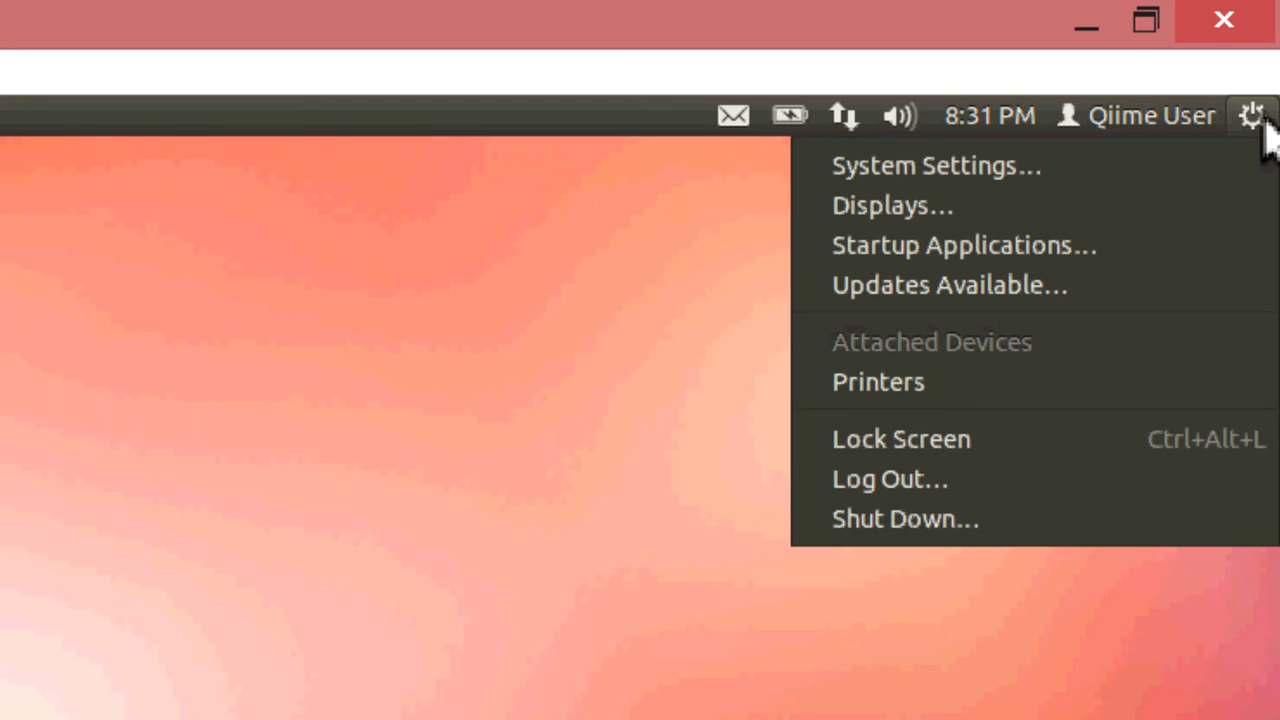 8:31 PM Qiime User
System Settings...
Displays...
Startup Applications...
Updates Available...
Attached Devices
Printers
Lock Screen Ctrl+Alt+L
Log Out...
Shut Down...